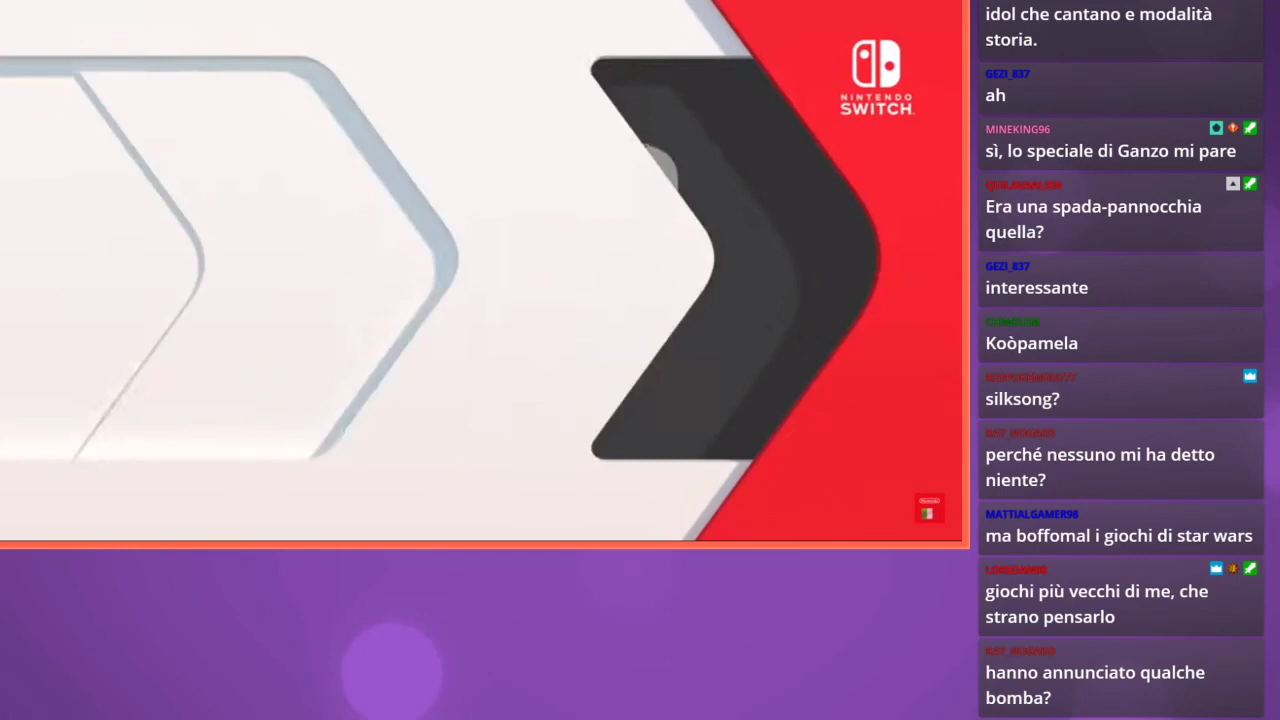 NINTENDO
SWITCH.
idol che cantano e modalità
storia.
GEZI_837
ah
MINEKING96
sì, lo speciale di Ganzo mi pare
Era una spada-pannocchia
quella?
GEZI_837
interessante
Koòpamela
silksong?
perché nessuno mi ha detto
niente?
MATTIALGAMER98
ma boffomal i giochi di star wars
giochi più vecchi di me, che
strano pensarlo
hanno annunciato qualche
bomba?